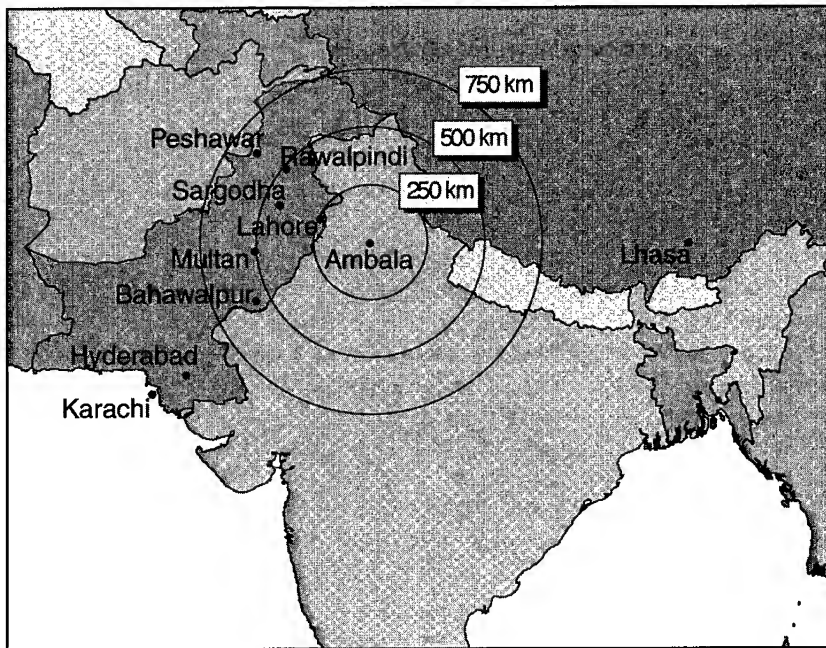 750 km
Peshawar
500 km
Rawalpindi
Sargodha
250 km
Lahore
Multan
Ambala
Lhasa
Bahawalpur
Hyderabad
Karachi